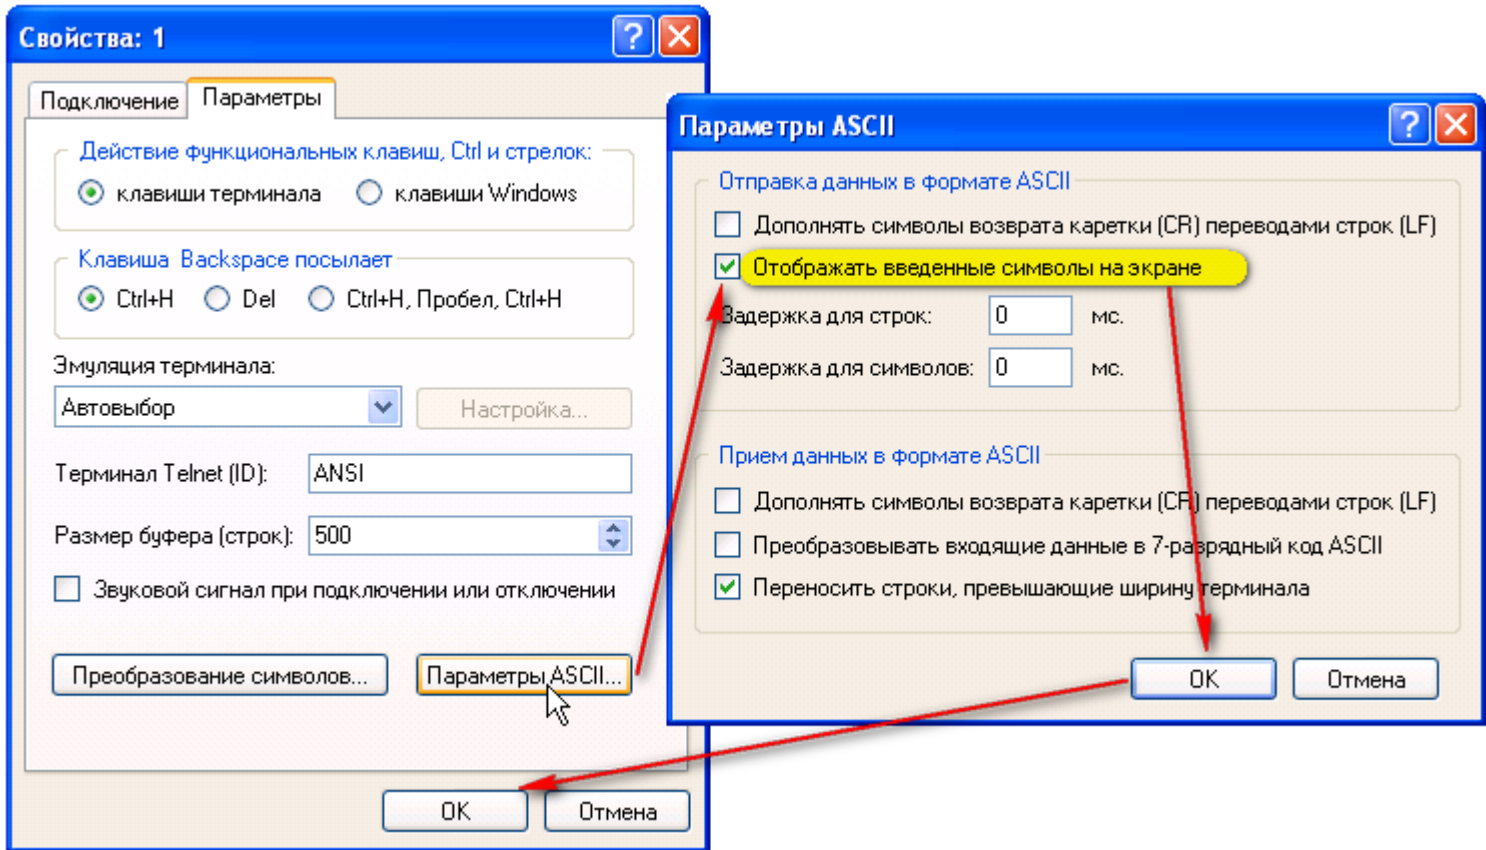 Свойства: 1
Подключение Параметры
Действие функциональных клавиш, Ctrl и стрелок:
клавиши терминала клавиши Windows
Клавиша Backspace посылает
Ctrl+H Del Ctrl+H, Пробел, Ctrl+H
Эмуляция терминала:
Автовыбор Настройка...
Терминал Telnet (ID): ANSI
Размер буфера (строк): 500
Звуковой сигнал при подключении или отключении
Преобразование символов... Параметры ASCII...
OK Отмена
Параметры ASCII
Отправка данных в формате ASCII
Дополнять символы возврата каретки (CR) переводами строк (LF)
Отображать введенные символы на экране
Задержка для строк: 0 мс.
Задержка для символов: 0 мс.
Прием данных в формате ASCII
Дополнять символы возврата каретки (CR) переводами строк (LF)
Преобразовывать входящие данные в 7-разрядный код ASCII
Переносить строки, превышающие ширину терминала
OK Отмена